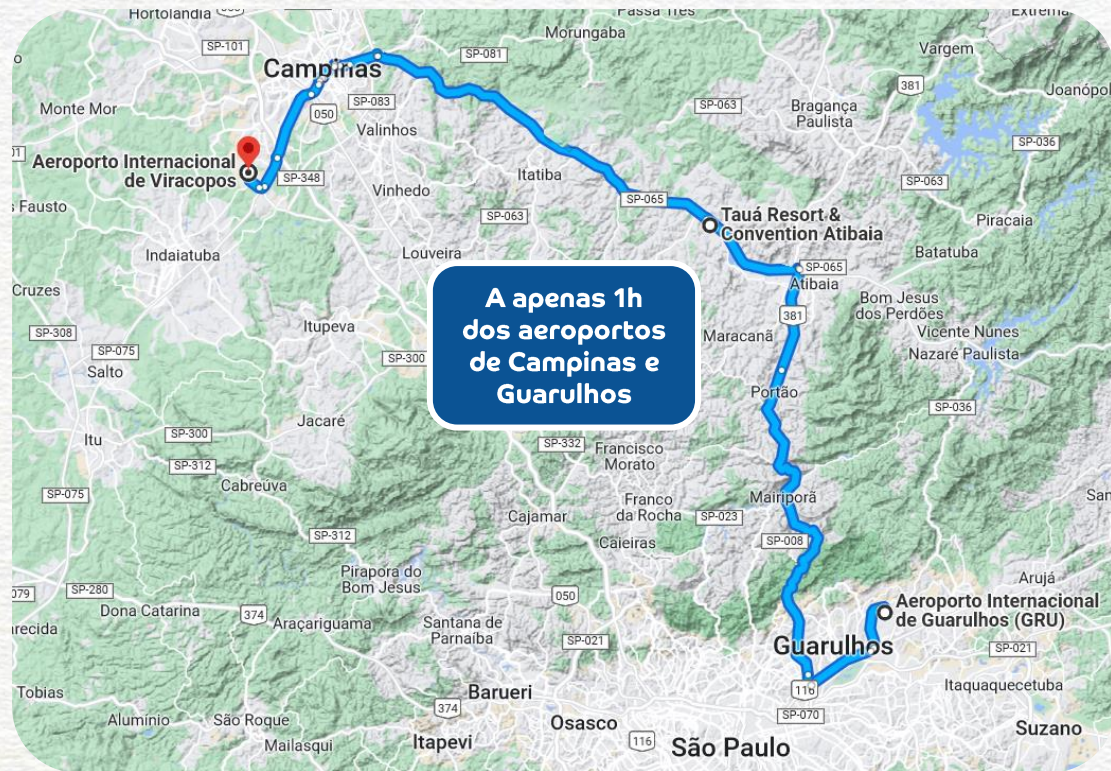 Hortolândia
Passa Três
Extrema
Morungaba
SP-101
SP-081
Vargem
Campinas
381
Joanópol
SP-083
SP-063
Monte Mor
050
Bragança
Paulista
Valinhos
SP-036
Aeroporto Internacional
de Viracopos
SP-348
Itatiba
Vinhedo
SP-065
SP-063
s Fausto
SP-063
Tauá Resort &
Convention Atibaia
Piracaia
Indaiatuba
Louveira
Batatuba
SP-065
Atibaia
Cruzes
A apenas 1h
dos aeroportos
de Campinas e
Guarulhos
Bom Jesus
dos Perdões
381
SP-308
Itupeva
Maracanã
Vicente Nunes
SP-075
SP-300
Nazaré Paulista
Salto
Portão
SP-036
Jacaré
Itu
SP-300
SP-332
Francisco
Morato
SP-312
Cabreúva
SP-075
Franco
da Rocha
Mairiporã
San
Cajamar
SP-023
SP-312
Caieiras
SP-008
Pirapora do
Bom Jesus
Arujá
079
SP-280
050
Dona Catarina
374
Aeroporto Internacional
de Guarulhos (GRU)
arecida
Araçariguama
Santana de
Parnaíba
SP-021
Guarulhos
SP-021
Tobias
Barueri
116
Itaquaquecetuba
374
SP-070
Alumínio
São Roque
Osasco
Suzano
Mailasqui
Itapevi
116
São Paulo